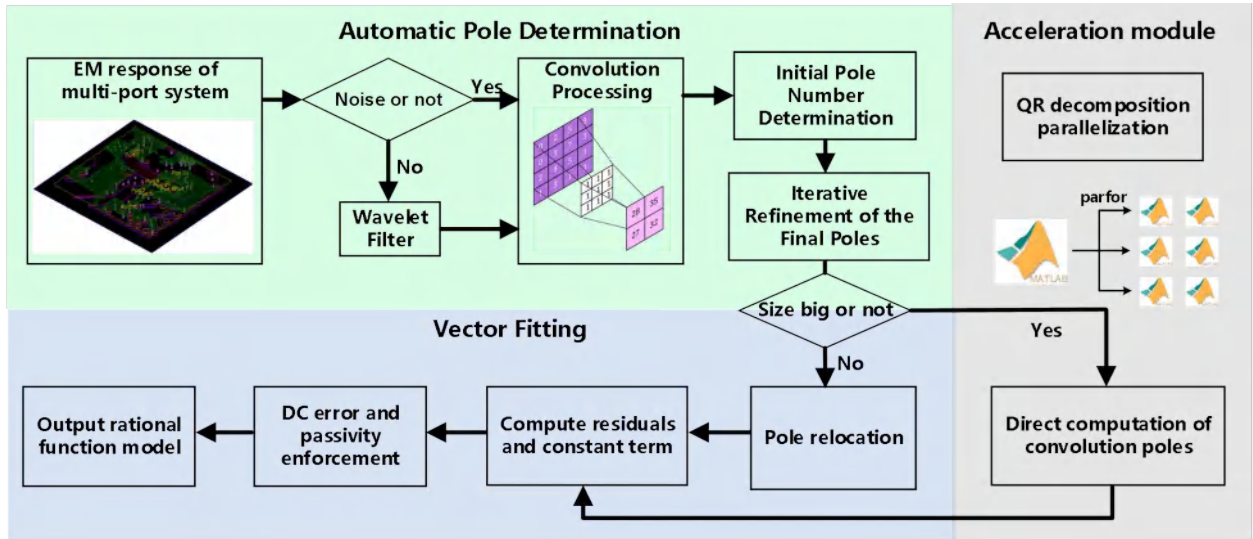 Automatic Pole Determination
Acceleration module
EM response of
multi-port system
Noise or not
Yes
No
Wavelet
Filter
Convolution
Processing
28 35
27 32
Initial Pole
Number
Determination
Iterative
Refinement of the
Final Poles
Size big or not
Yes
No
QR decomposition
parallelization
parfor
MATLAB
Vector Fitting
Output rational
function model
DC error and
passivity
enforcement
Compute residuals
and constant term
Pole relocation
Direct computation of
convolution poles